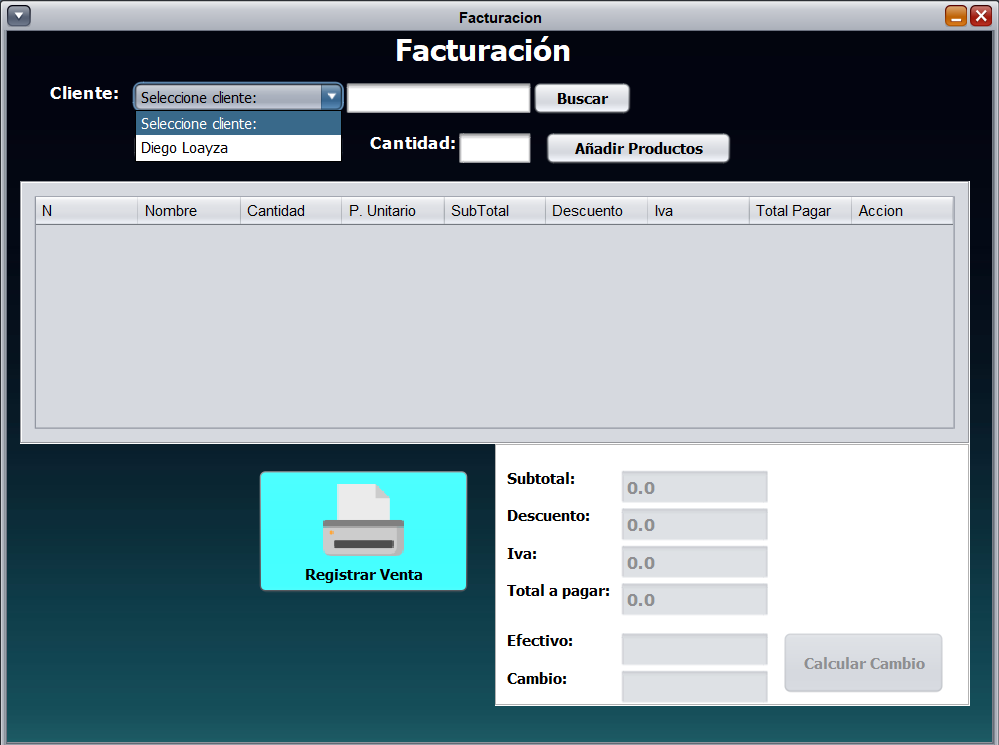 Facturacion
Facturación
Cliente: Seleccione cliente: Buscar
Seleccione cliente:
Diego Loayza
Cantidad: Añadir Productos
N Nombre Cantidad P. Unitario SubTotal Descuento Iva Total Pagar Accion
Subtotal: 0.0
Descuento: 0.0
Iva: 0.0
Total a pagar: 0.0
Registrar Venta
Efectivo:
Cambio:
Calcular Cambio